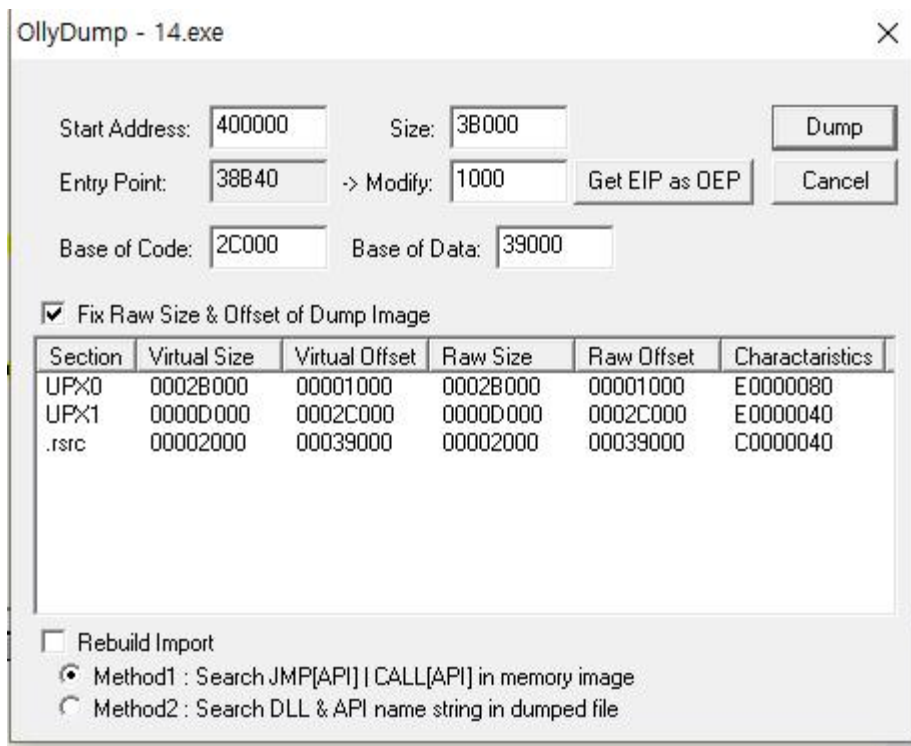 OllyDump - 14.exe
Start Address: 400000 Size: 3B000 Dump
Entry Point: 38B40 -> Modify: 1000 Get EIP as OEP Cancel
Base of Code: 2C000 Base of Data: 39000
Fix Raw Size & Offset of Dump Image
Section Virtual Size Virtual Offset Raw Size Raw Offset Charactaristics
UPX0 0002B000 00001000 0002B000 00001000 E0000080
UPX1 0000D000 0002C000 0000D000 0002C000 E0000040
.rsrc 00002000 00039000 00002000 00039000 C0000040
Rebuild Import
Method1 : Search JMP[API] | CALL[API] in memory image
Method2 : Search DLL & API name string in dumped file